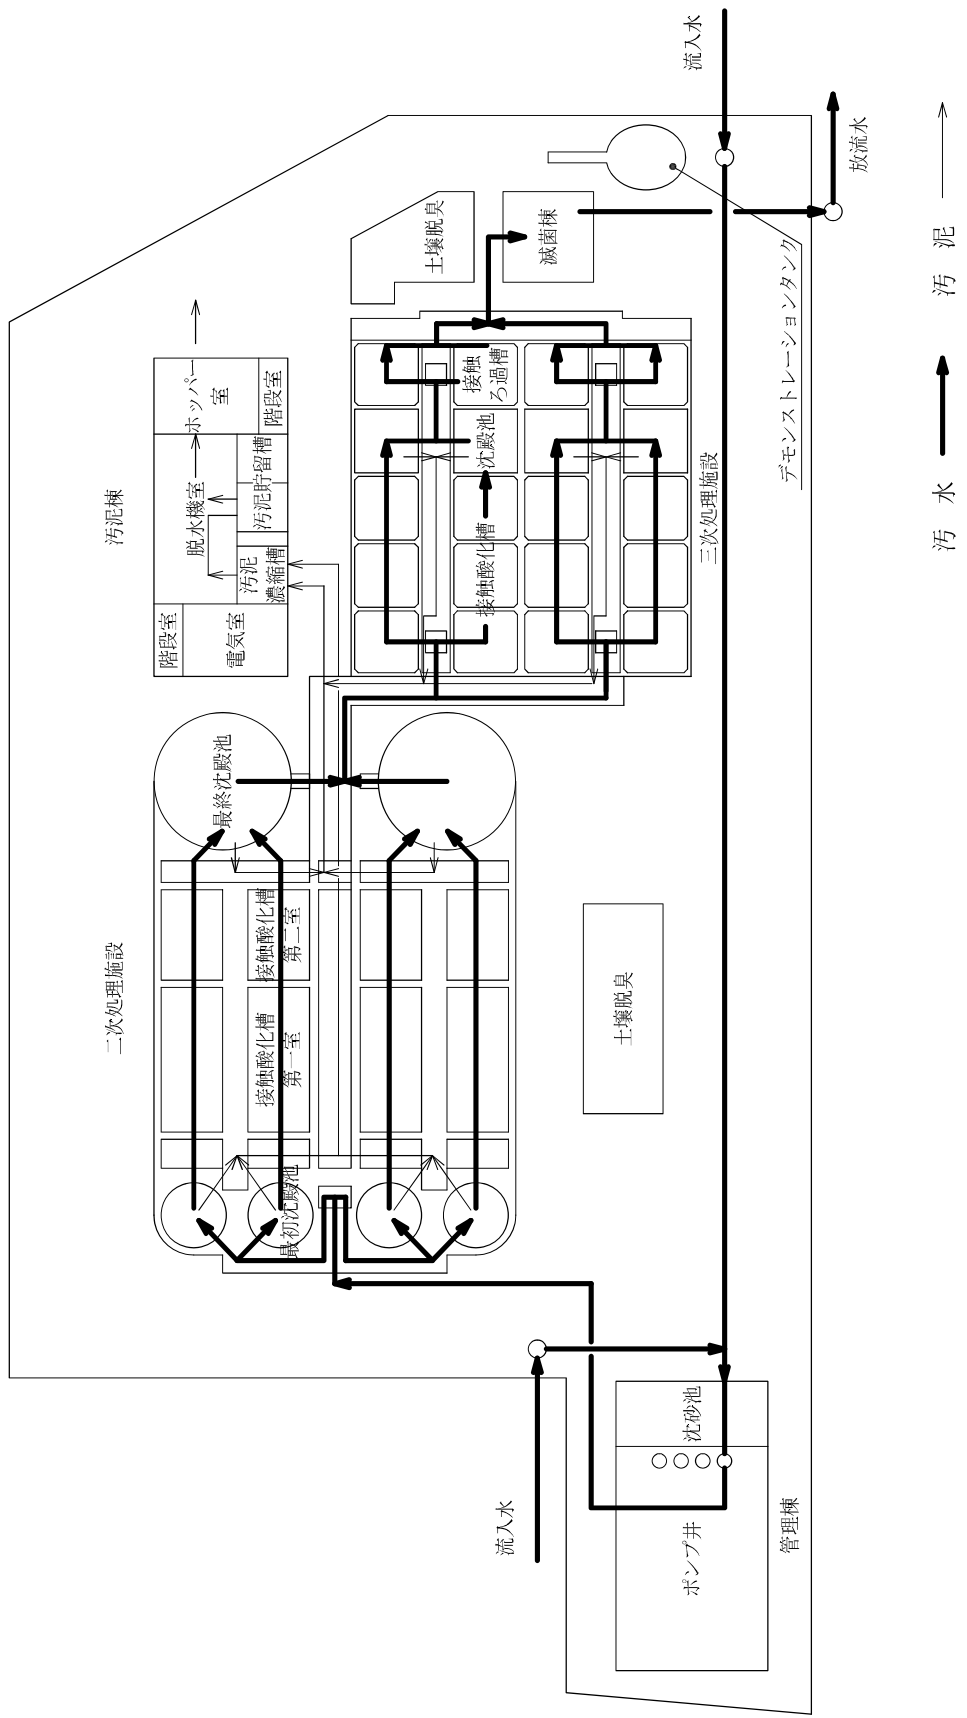 汚泥棟
階段室
電気室
脱水機室
ホッパー
室
階段室
汚泥
濃縮槽
汚泥貯留槽
二次処理施設
最初沈殿池
接触酸化槽
第一室
接触酸化槽
第二室
最終沈殿池
接触酸化槽
沈殿池
接触
ろ過槽
三次処理施設
土壌脱臭
滅菌棟
土壌脱臭
デモンストレーションタンク
流入水
流入水
放流水
ポンプ井
沈砂池
管理棟
汚 水
汚 泥